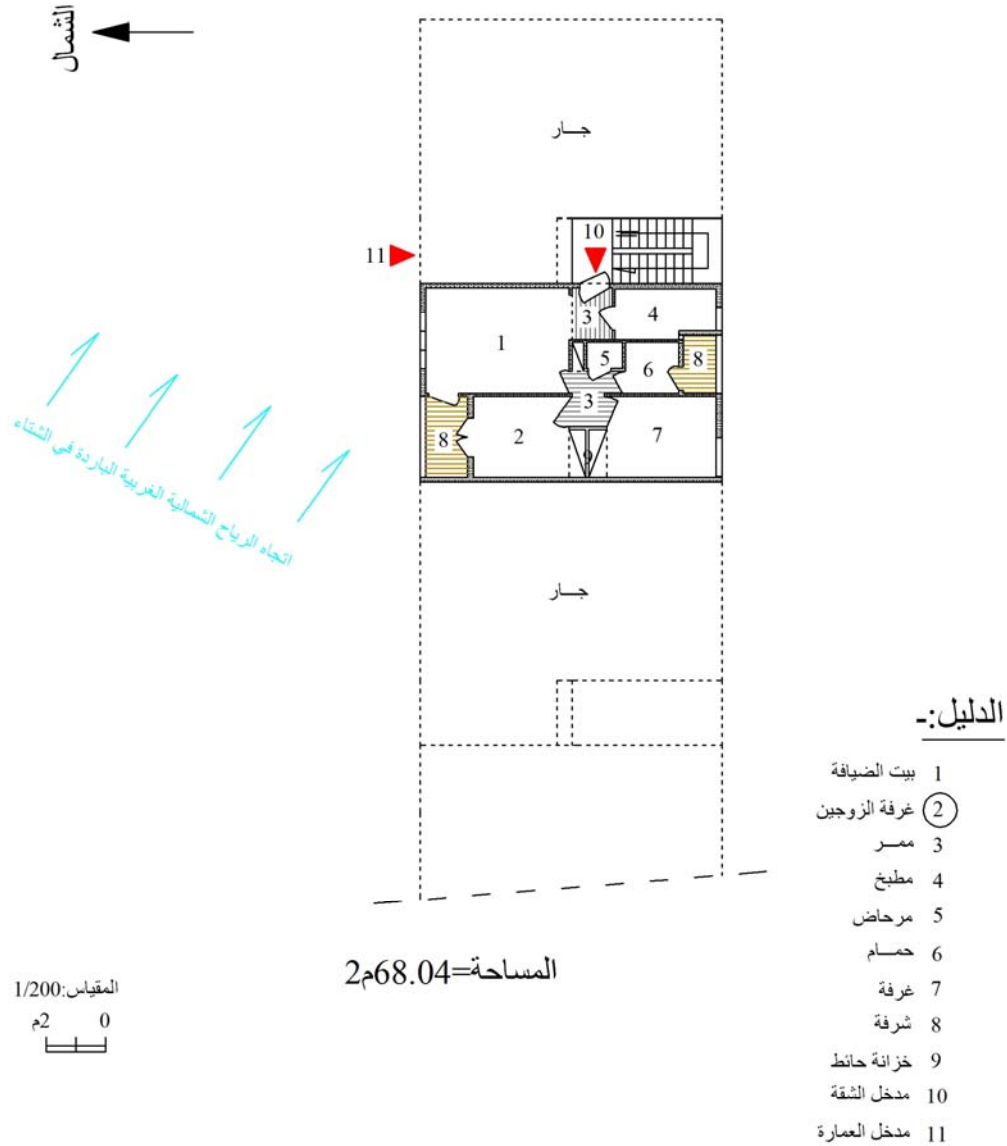 الشمال
جــار
10
11
3
4
1
5
6
8
3
8
2
7
9
اتجاه الرياح الشمالية الغربية الباردة في الشتاء
جــار
الدليل:-
1 بيت الضيافة
2 غرفة الزوجين
3 ممـــر
4 مطبخ
5 مرحاض
6 حمــام
7 غرفة
8 شرفة
9 خزانة حائط
10 مدخل الشقة
11 مدخل العمارة
المساحة=68.04م2
المقياس:1/200
0 2م